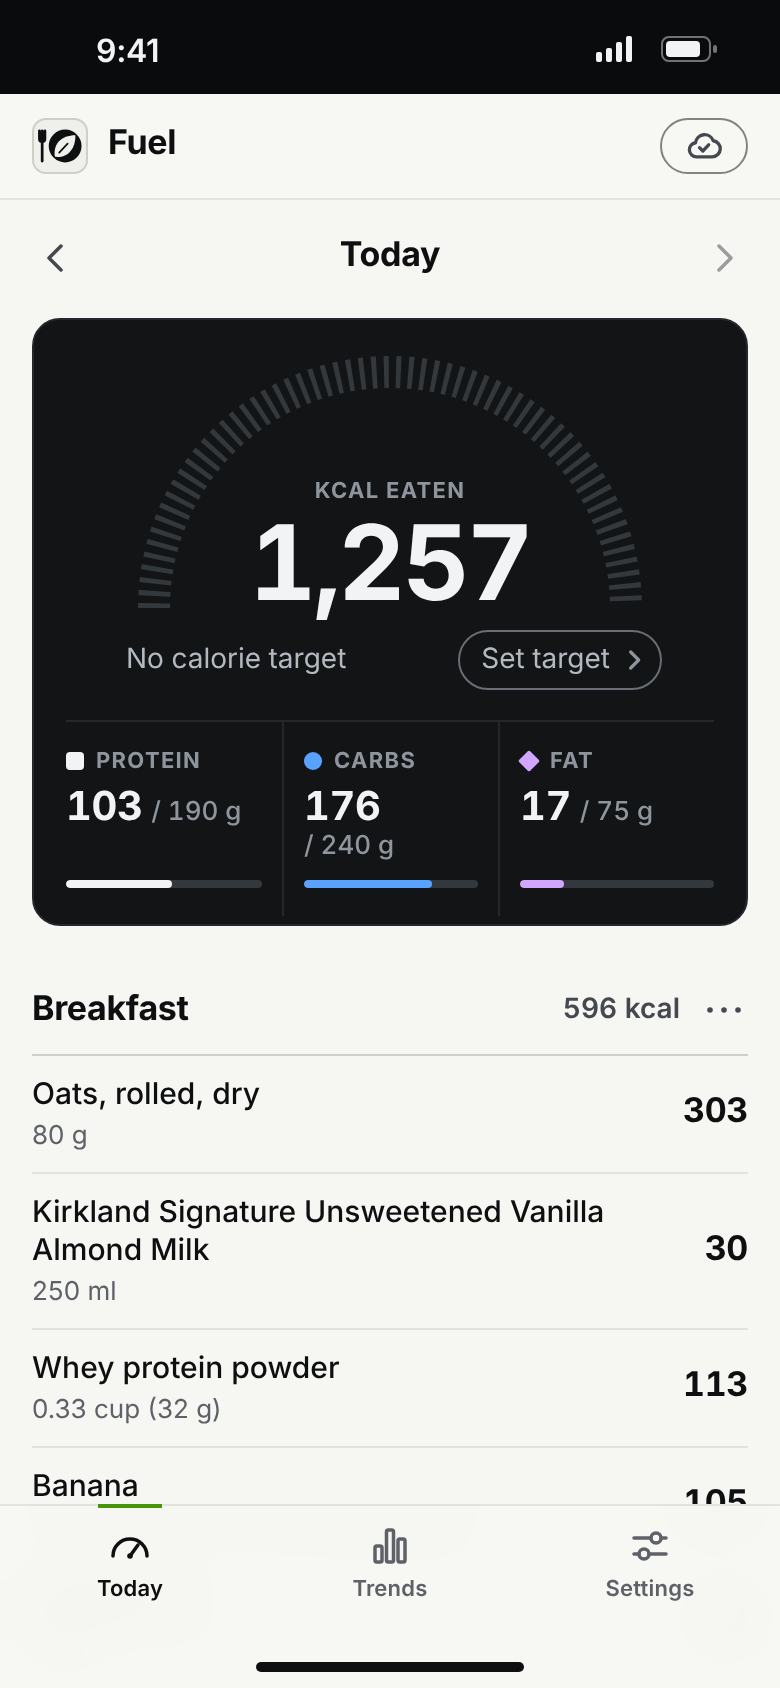 9:41
Fuel
Today
KCAL EATEN
1,257
No calorie target
Set target
PROTEIN
103 / 190 g
CARBS
176
/ 240 g
FAT
17 / 75 g
Breakfast
596 kcal
Oats, rolled, dry
80 g
303
Kirkland Signature Unsweetened Vanilla
Almond Milk
250 ml
30
Whey protein powder
0.33 cup (32 g)
113
Banana
105
Today
Trends
Settings